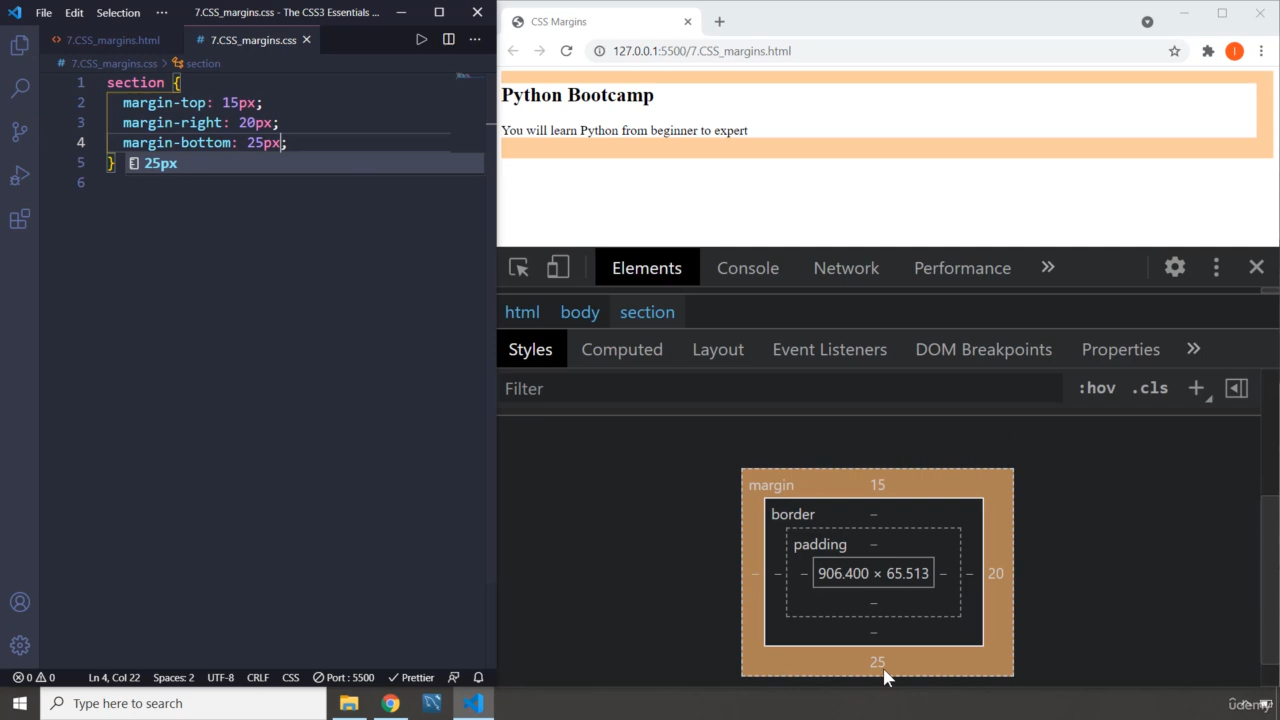 File Edit Selection ··· 7.CSS_margins.css - The CSS3 Essentials ...
7.CSS_margins.html
# 7.CSS_margins.css
# 7.CSS_margins.css > section
1 section {
2 margin-top: 15px;
3 margin-right: 20px;
4 margin-bottom: 25px;
5 }
25px
6
0 0 Ln 4, Col 22 Spaces: 2 UTF-8 CRLF CSS Port : 5500 Prettier
CSS Margins
127.0.0.1:5500/7.CSS_margins.html
Python Bootcamp
You will learn Python from beginner to expert
Elements Console Network Performance »
html body section
Styles Computed Layout Event Listeners DOM Breakpoints Properties »
Filter :hov .cls +
margin 15
border –
padding –
– – – 906.400 × 65.513 – – 20
–
–
25
Type here to search
udemy